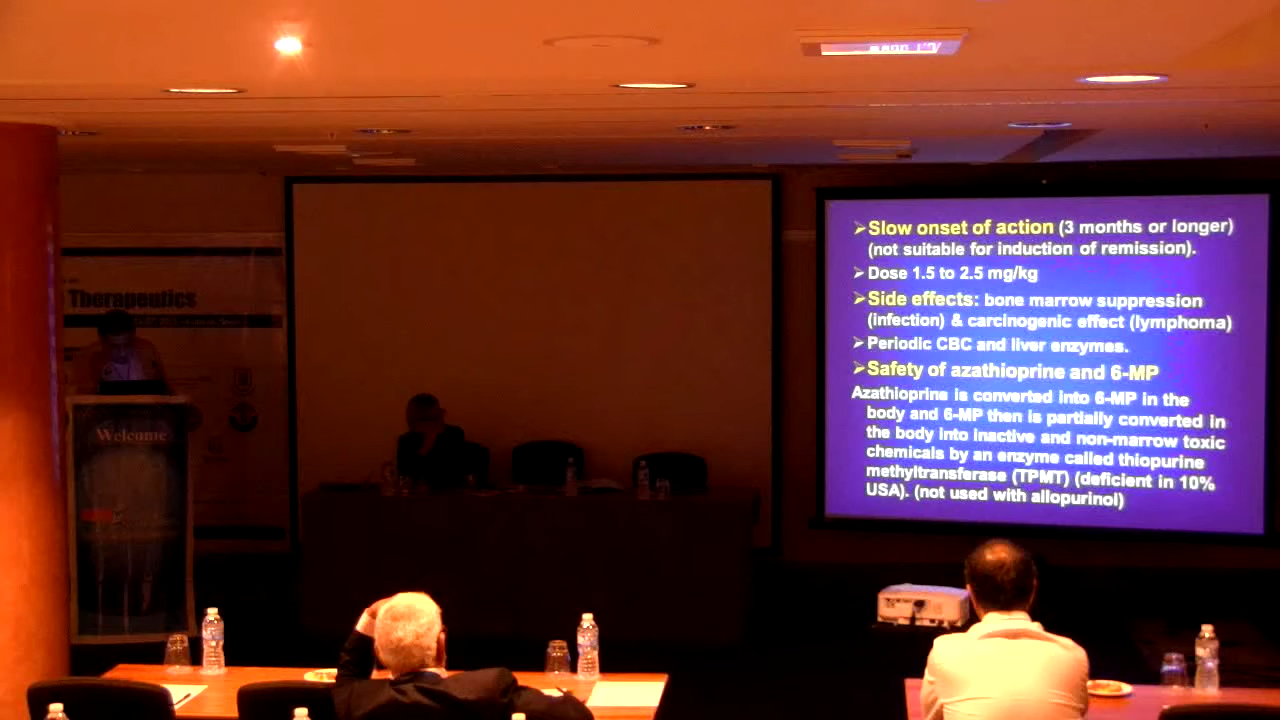 Therapeutics
Welcome
➢Slow onset of action (3 months or longer)
(not suitable for induction of remission).
➢Dose 1.5 to 2.5 mg/kg
➢Side effects: bone marrow suppression
(infection) & carcinogenic effect (lymphoma)
➢Periodic CBC and liver enzymes.
➢Safety of azathioprine and 6-MP
Azathioprine is converted into 6-MP in the
body and 6-MP then is partially converted in
the body into inactive and non-marrow toxic
chemicals by an enzyme called thiopurine
methyltransferase (TPMT) (deficient in 10%
USA). (not used with allopurinol)